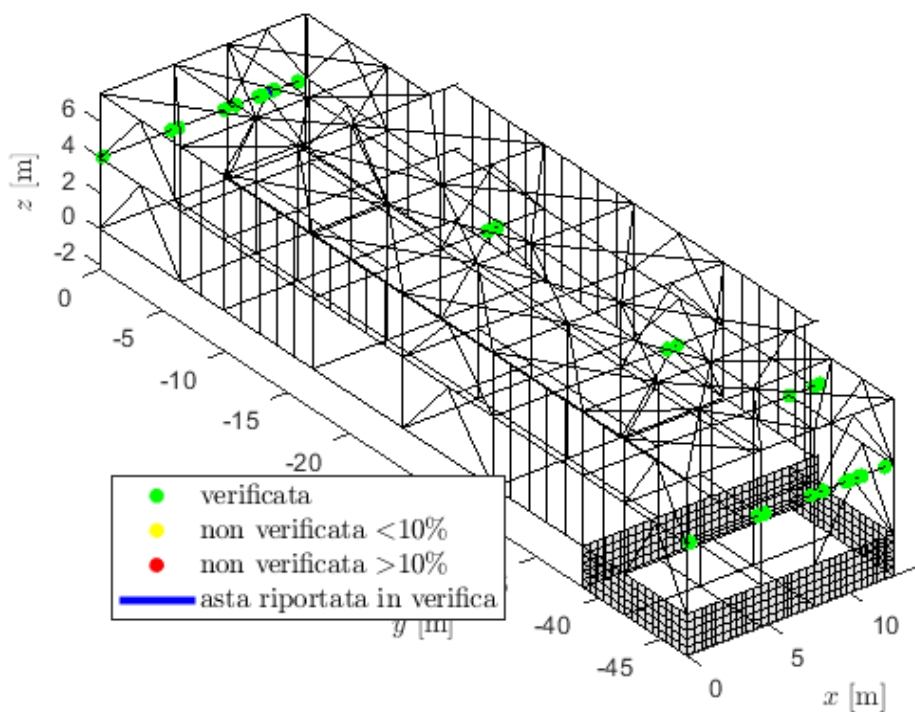 6
4
2
0
-2
z [m]
0
-5
-10
-15
-20
verificata
non verificata <10%
non verificata >10%
asta riportata in verifica
y [m]
-40
-45
0
5
10
x [m]